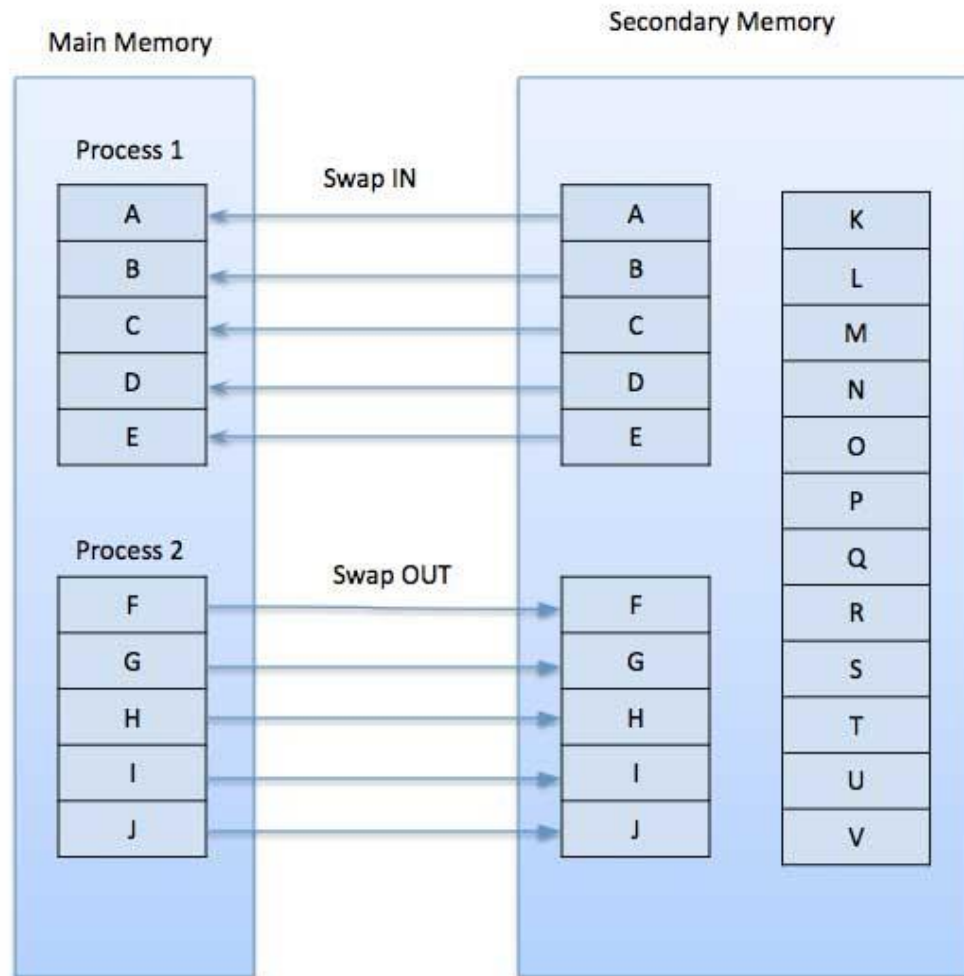 Main Memory
Secondary Memory
Process 1
Swap IN
A
B
C
D
E
Process 2
Swap OUT
F
G
H
I
J
A
B
C
D
E
F
G
H
I
J
K
L
M
N
O
P
Q
R
S
T
U
V